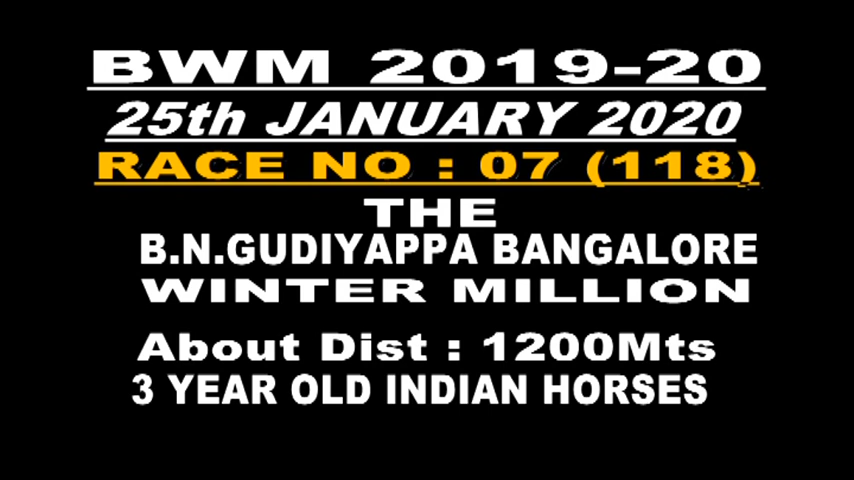 BWM 2019-20
25th JANUARY 2020
RACE NO : 07 (118)
THE
B.N.GUDIYAPPA BANGALORE
WINTER MILLION
About Dist : 1200Mts
3 YEAR OLD INDIAN HORSES